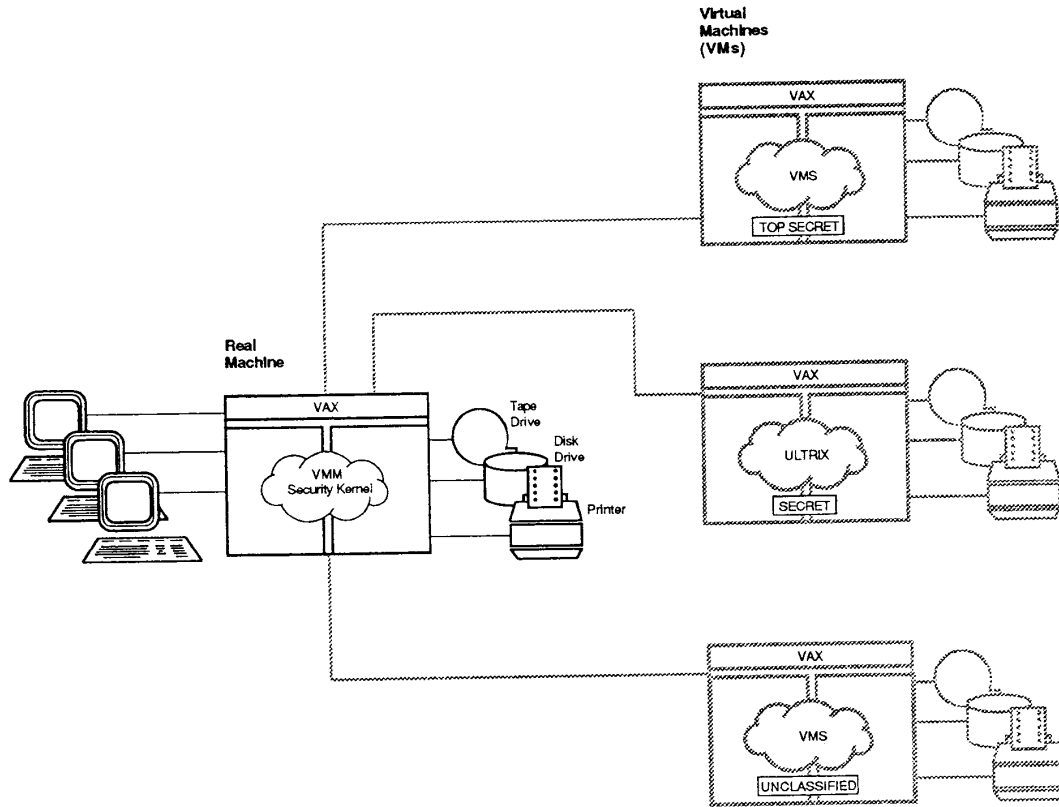 Virtual
Machines
(VMs)
VAX
VMS
TOP SECRET
Real
Machine
VAX
VMM
Security Kernel
Tape
Drive
Disk
Drive
Printer
VAX
ULTRIX
SECRET
VAX
VMS
UNCLASSIFIED